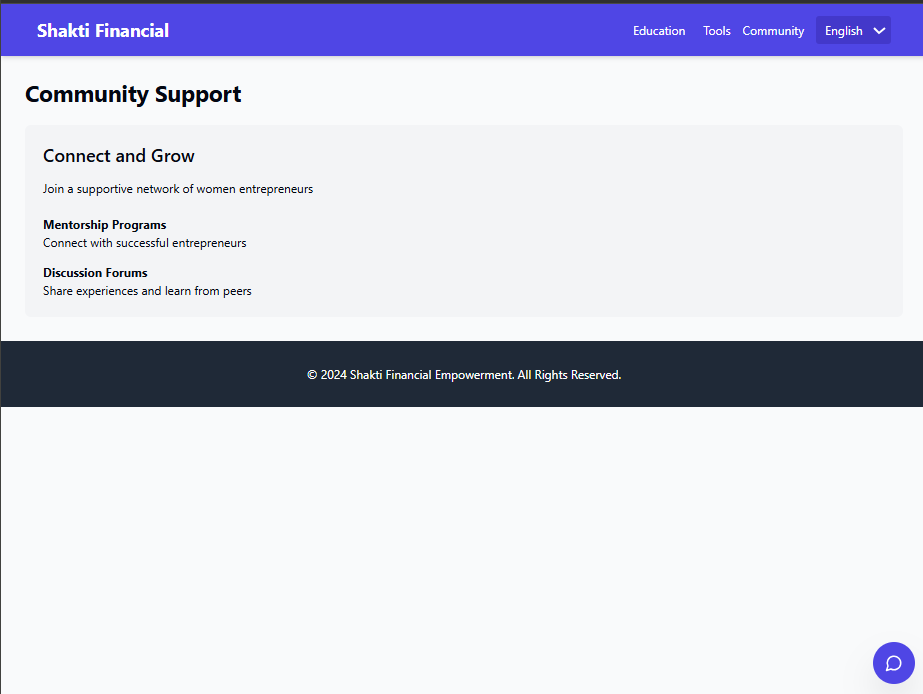 Shakti Financial
Education Tools Community English
Community Support
Connect and Grow
Join a supportive network of women entrepreneurs
Mentorship Programs
Connect with successful entrepreneurs
Discussion Forums
Share experiences and learn from peers
© 2024 Shakti Financial Empowerment. All Rights Reserved.